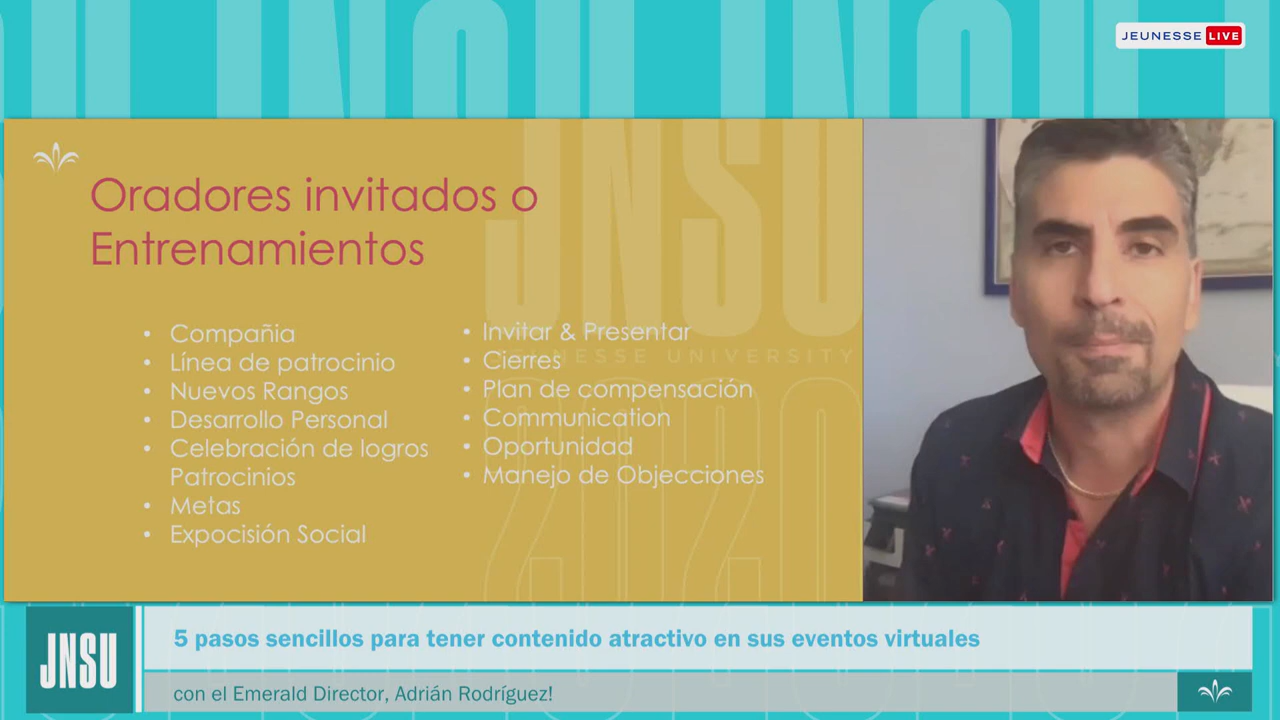 JEUNESSE LIVE
JNSU
Oradores invitados o
Entrenamientos
• Compañia
• Línea de patrocinio
• Nuevos Rangos
• Desarrollo Personal
• Celebración de logros
Patrocinios
• Metas
• Expocisión Social
• Invitar & Presentar
• Cierres
• Plan de compensación
• Communication
• Oportunidad
• Manejo de Objecciones
JEUNESSE UNIVERSITY
2020
JNSU
5 pasos sencillos para tener contenido atractivo en sus eventos virtuales
con el Emerald Director, Adrián Rodríguez!